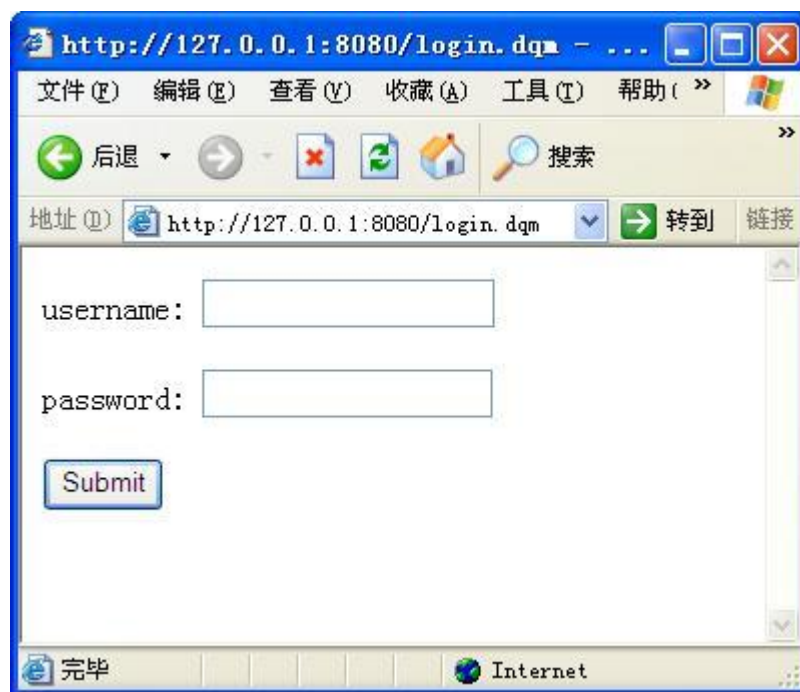 http://127.0.0.1:8080/login.dqm - ...
文件(F) 编辑(E) 查看(V) 收藏(A) 工具(T) 帮助( »
后退 搜索 »
地址(D) http://127.0.0.1:8080/login.dqm 转到 链接
username:
password:
Submit
完毕 Internet